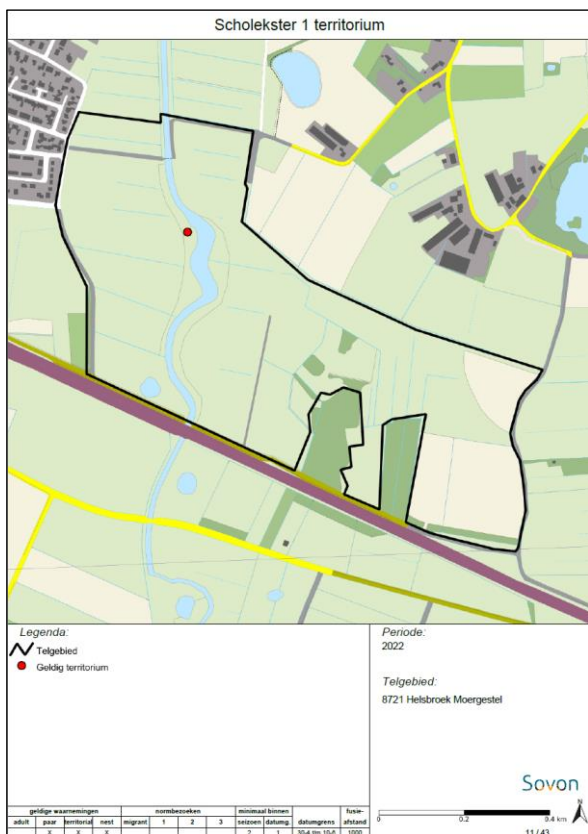 Scholekster 1 territorium
Legenda:
Telgebied
Geldig territorium
Periode:
2022
Telgebied:
8721 Helsbroek Moergestel
Sovon
0 0.2 0.4 km
N
geldige waarnemingen normbezoeken minimaal binnen fusie-
adult paar territorial nest migrant 1 2 3 seizoen datumg. datumgrens afstand
X X X 2 1 30-4 t/m 10-6 1000
11 / 43